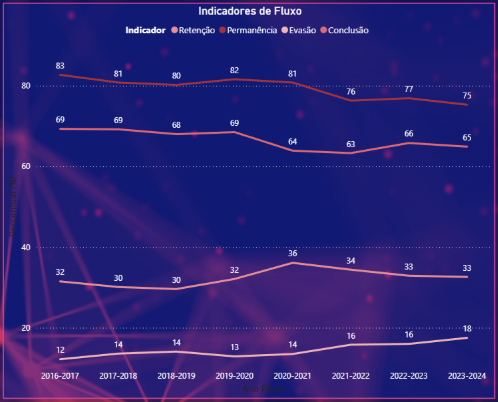 Indicadores de Fluxo
Indicador Retenção Permanência Evasão Conclusão
83 81 80 82 81 76 77 75
80
69 69 68 69 64 63 66 65
60
40
32 30 30 32 36 34 33 33
20
12 14 14 13 14 16 16 18
2016-2017 2017-2018 2018-2019 2019-2020 2020-2021 2021-2022 2022-2023 2023-2024